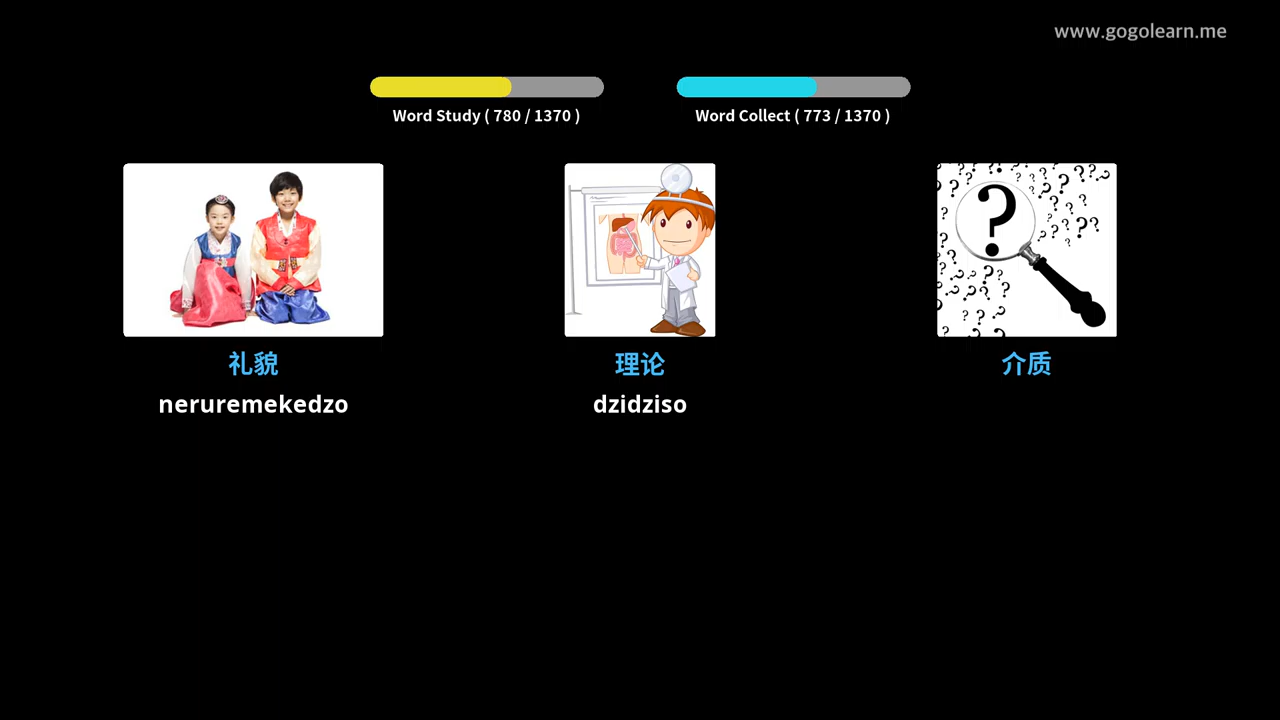 www.gogolearn.me
Word Study ( 780 / 1370 )
Word Collect ( 773 / 1370 )
礼貌
理论
介质
neruremekedzo
dzidziso